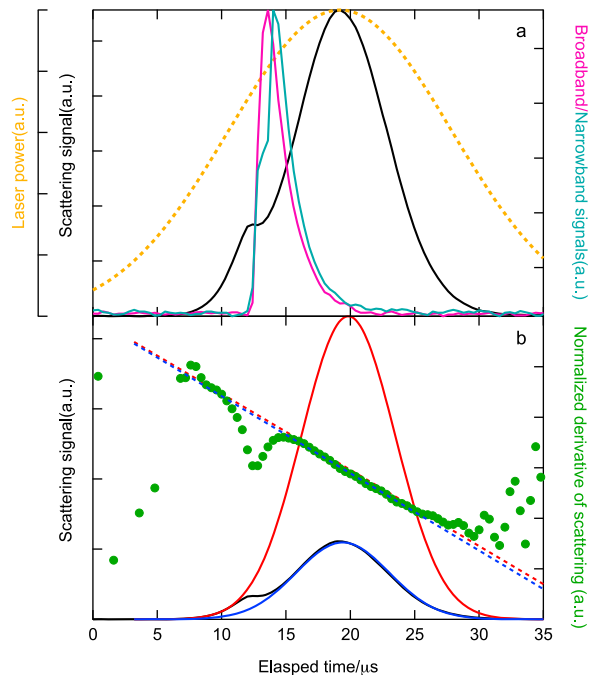 Laser power(a.u.)
Scattering signal(a.u.)
a
Broadband/Narrowband signals(a.u.)
Scattering signal(a.u.)
b
Normalized derivative of scattering (a.u.)
0 5 10 15 20 25 30 35
Elasped time/μs